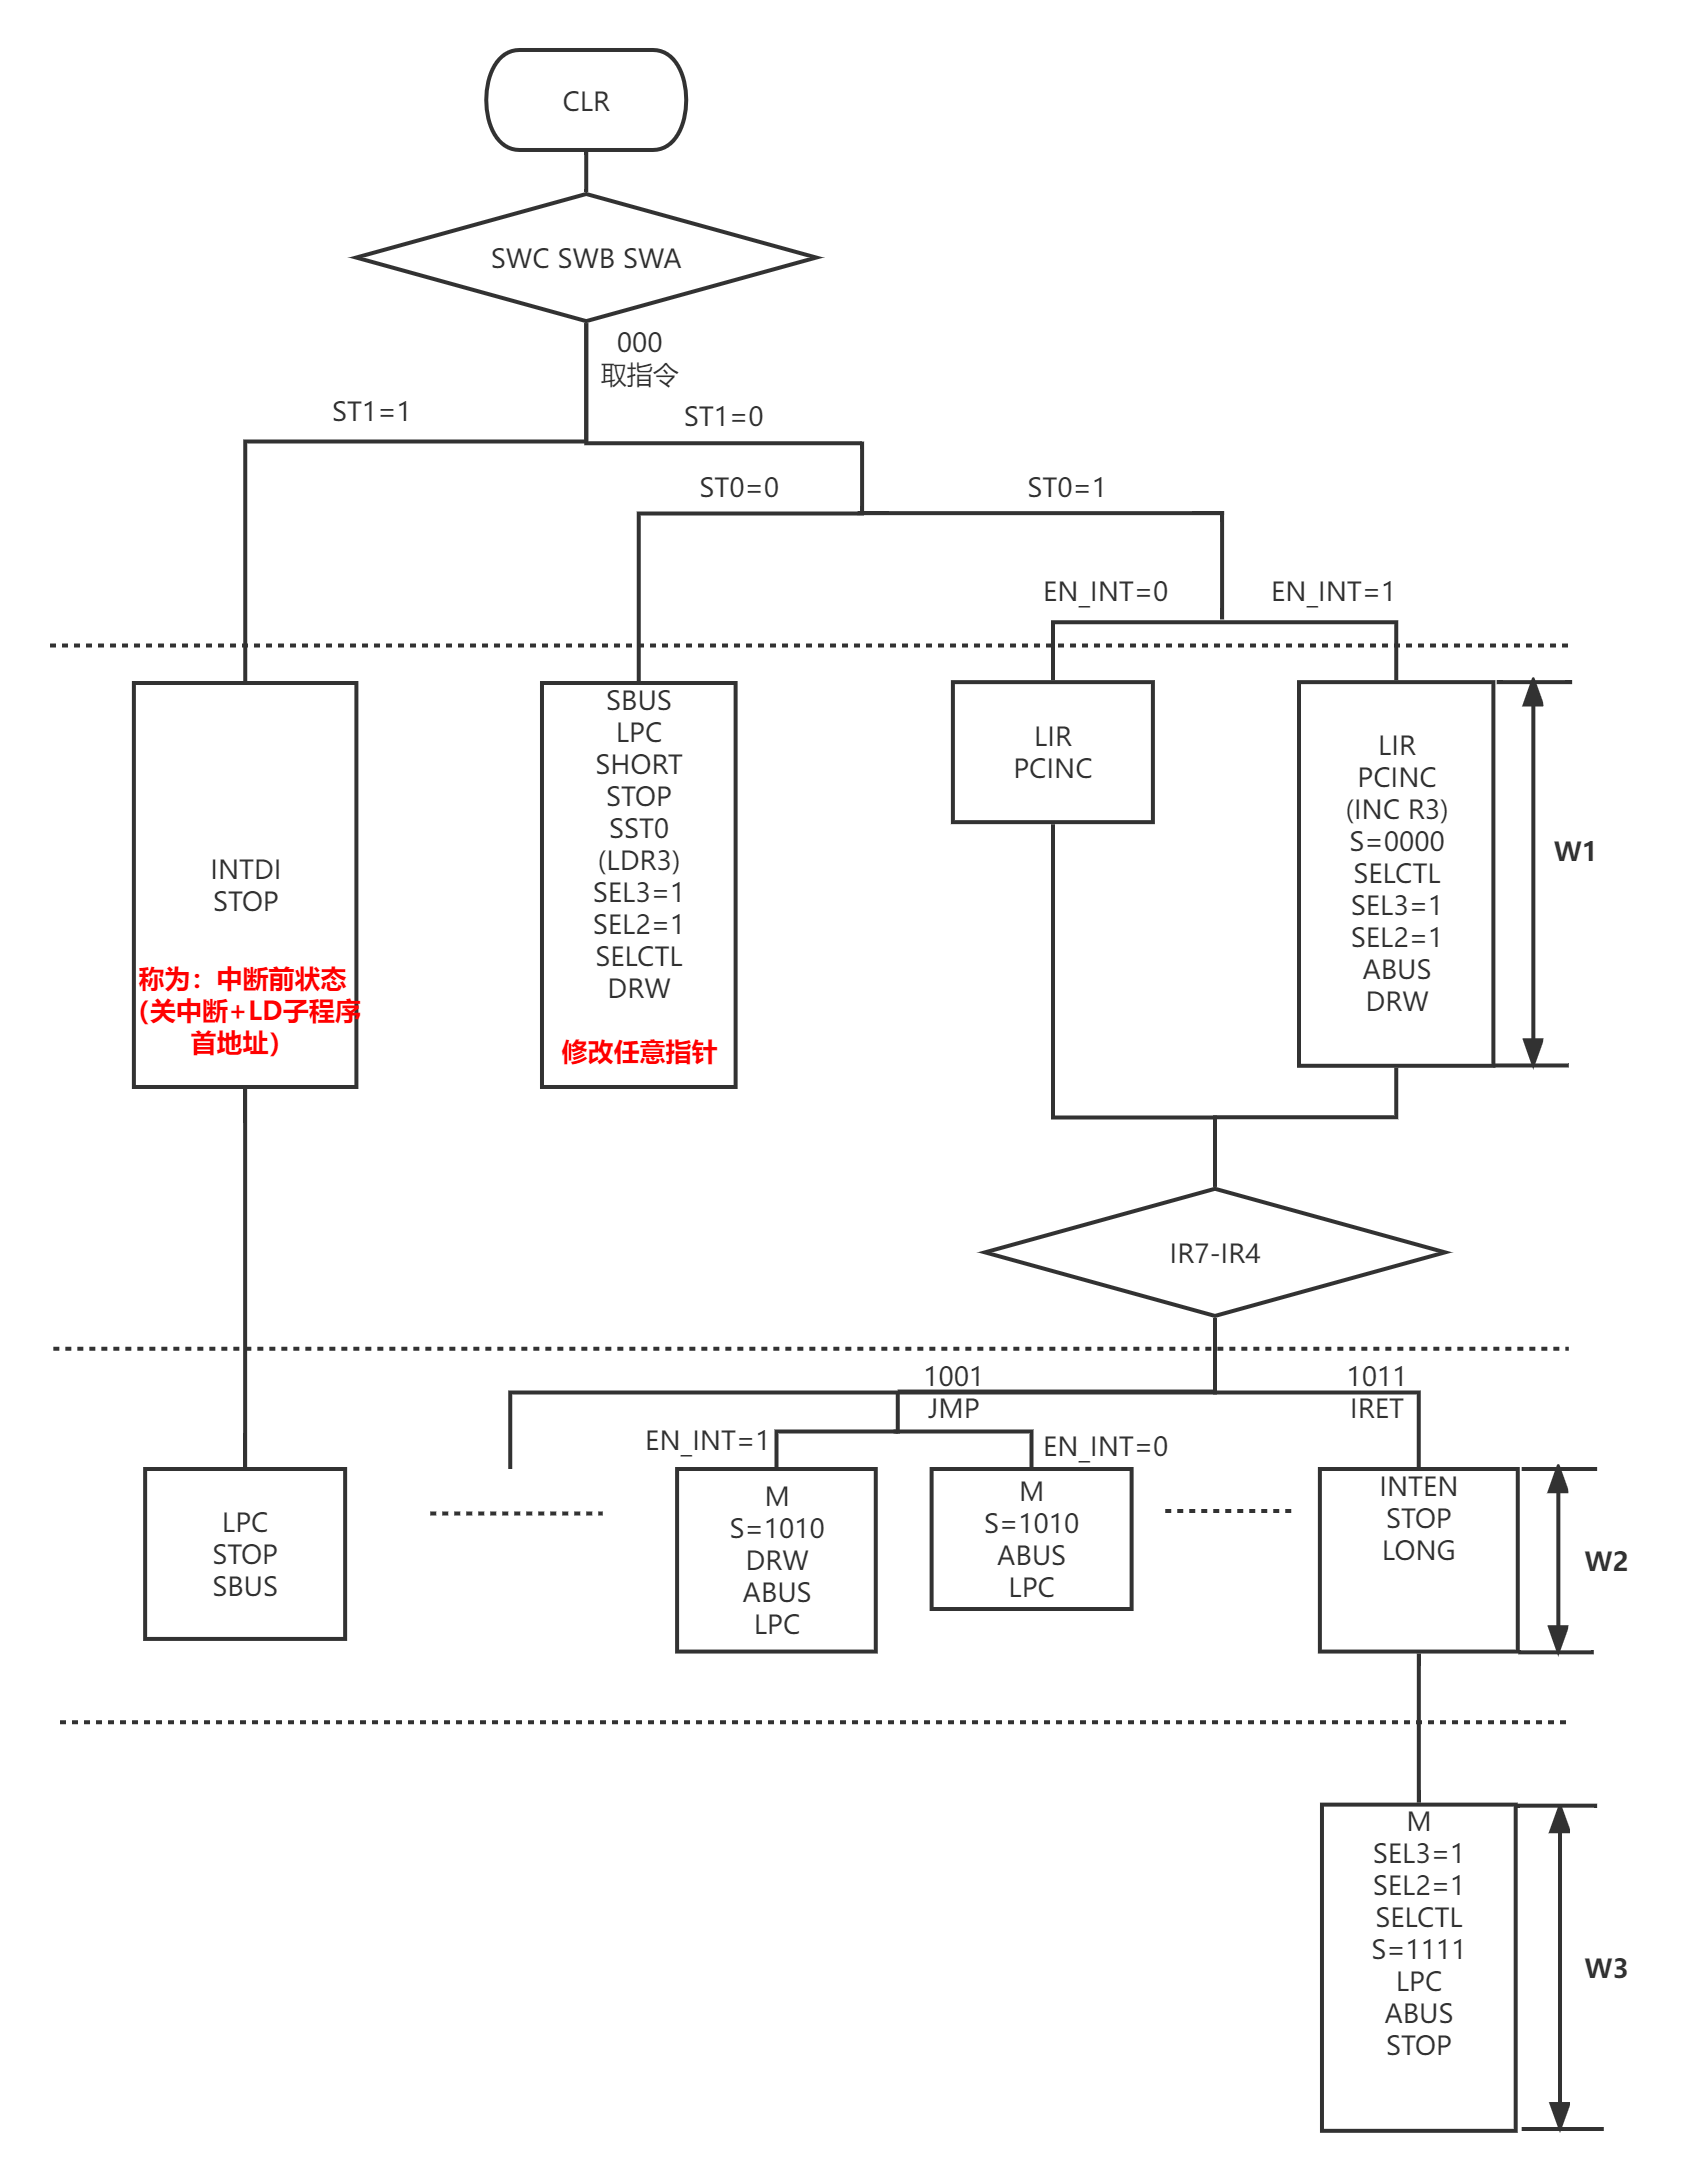 CLR
SWC SWB SWA
000
取指令
ST1=1
ST1=0
ST0=0
ST0=1
EN_INT=0
EN_INT=1
INTDI
STOP
称为：中断前状态
（关中断+LD子程序
首地址）
SBUS
LPC
SHORT
STOP
SST0
(LDR3)
SEL3=1
SEL2=1
SELCTL
DRW
修改任意指针
LIR
PCINC
LIR
PCINC
(INC R3)
S=0000
SELCTL
SEL3=1
SEL2=1
ABUS
DRW
W1
IR7-IR4
1001
JMP
1011
IRET
EN_INT=1
EN_INT=0
LPC
STOP
SBUS
M
S=1010
DRW
ABUS
LPC
M
S=1010
ABUS
LPC
INTEN
STOP
LONG
W2
M
SEL3=1
SEL2=1
SELCTL
S=1111
LPC
ABUS
STOP
W3